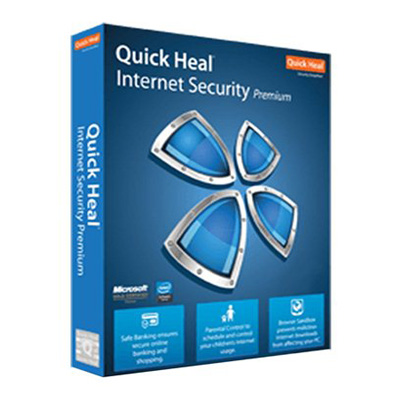 Quick Heal
Internet Security Premium
Quick Heal
Security Simplified
Quick Heal
Internet Security Premium
Microsoft
Safe Banking ensures
secure online
banking and
shopping.
Parental Control to
schedule and control
your children's internet
usage.
Browser Sandbox
prevents malicious
internet downloads
from affecting your PC.